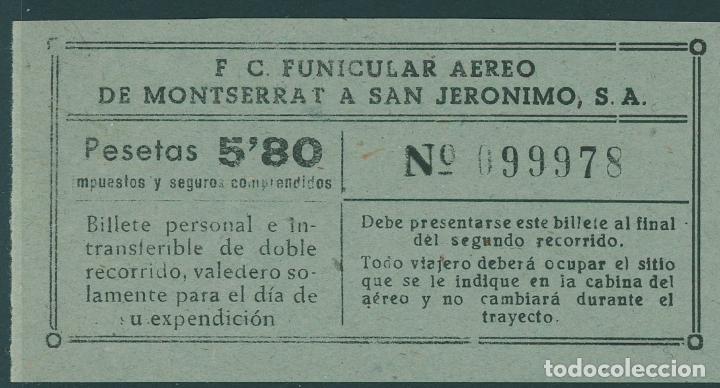 F C. FUNICULAR AEREO
DE MONTSERRAT A SAN JERONIMO, S. A.
Pesetas 5'80
mpuestos y seguros comprendidos
Nº 099978
Billete personal e in-
transferible de doble
recorrido, valedero so-
lamente para el día de
su expendición
Debe presentarse este billete al final
del segundo recorrido.
Todo viajero deberá ocupar el sitio
que se le indique en la cabina del
aéreo y no cambiará durante el
trayecto.
todocoleccion